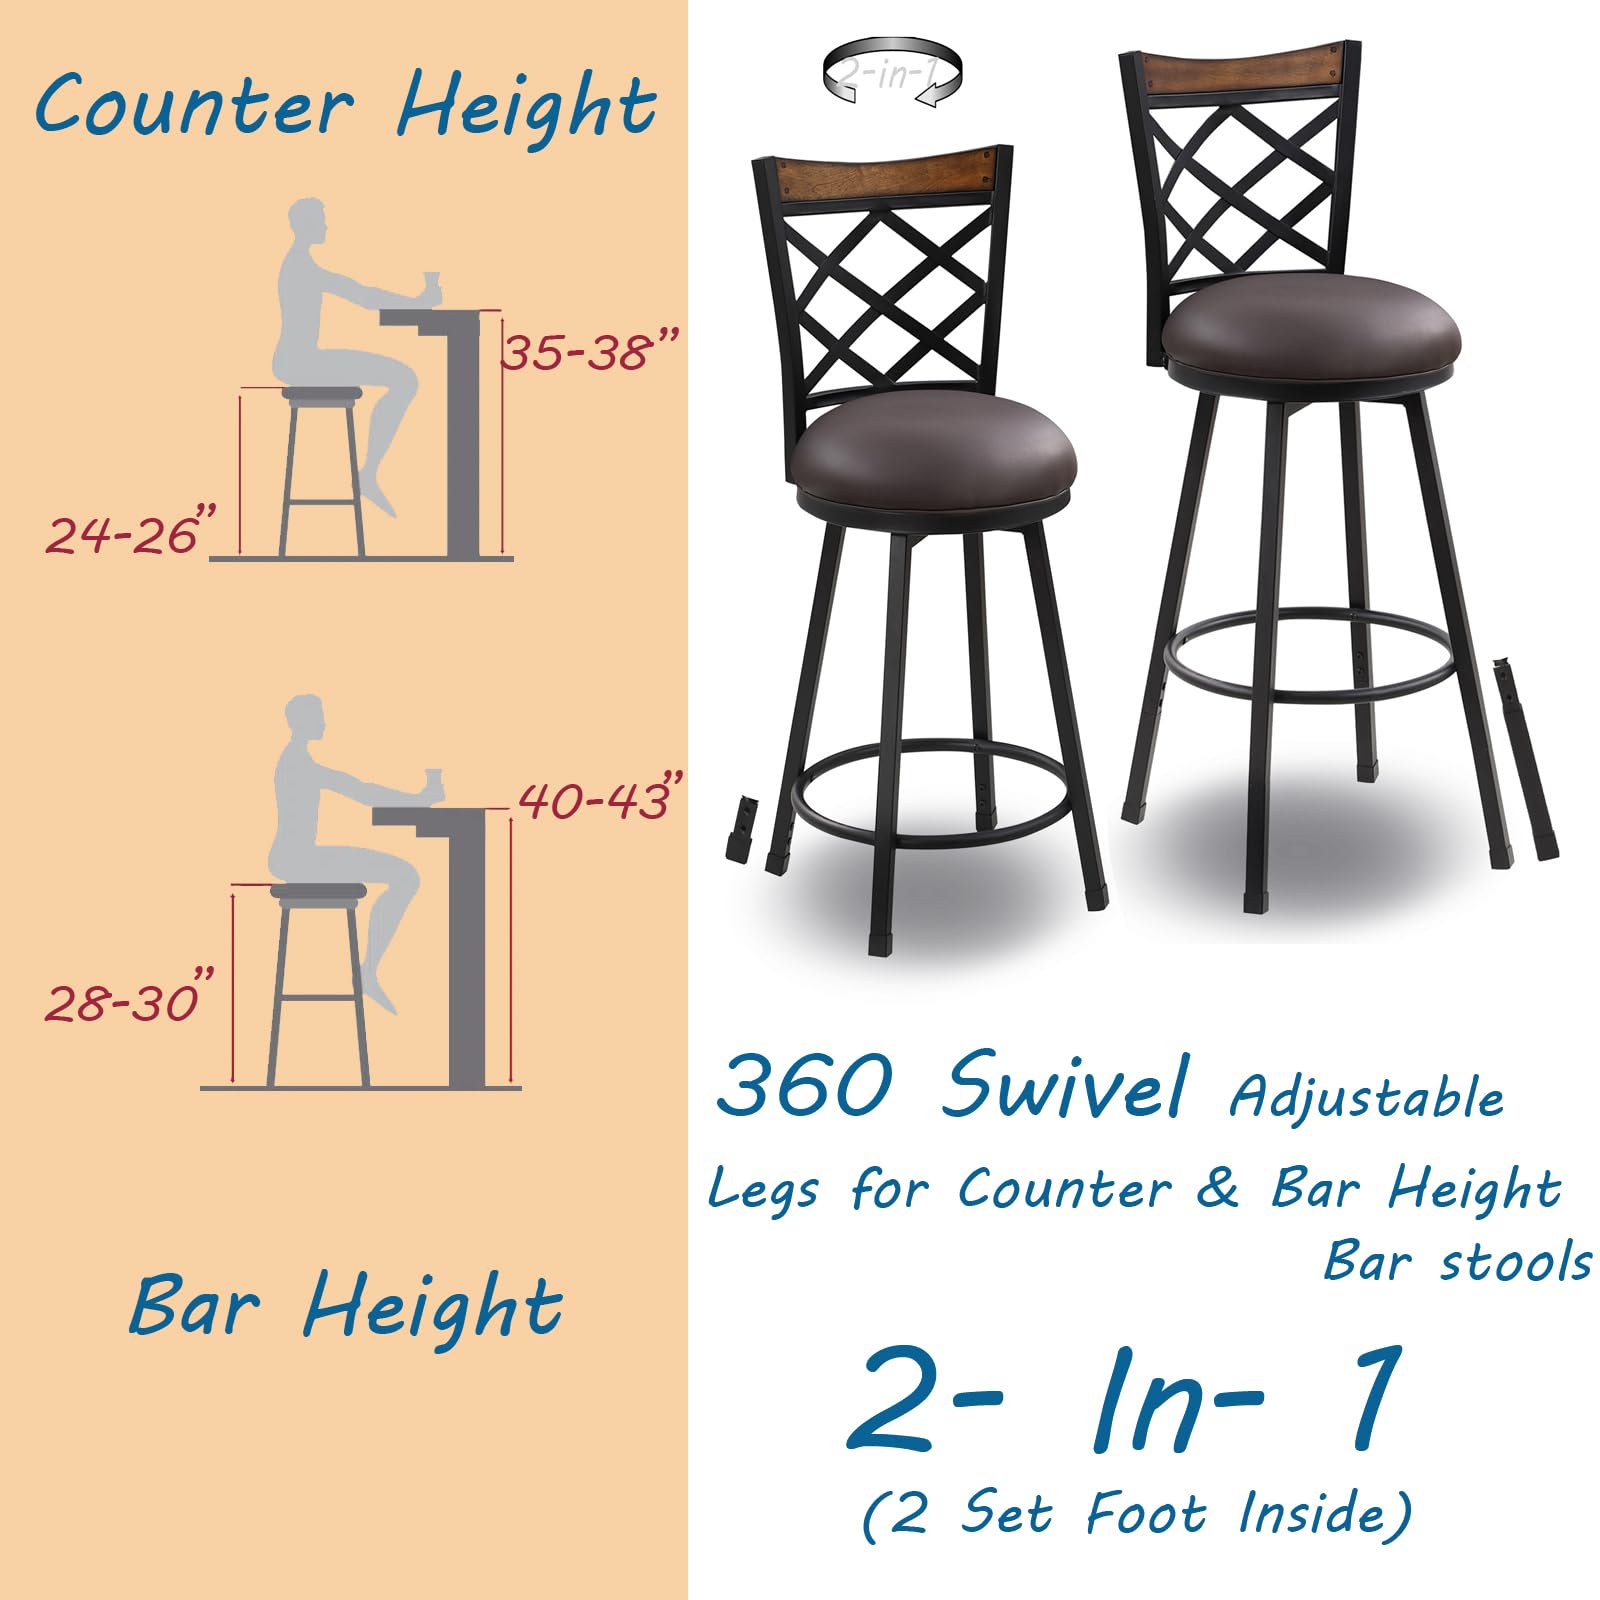 Counter Height
35-38”
24-26”
40-43”
28-30”
Bar Height
2-in-1
360 Swivel Adjustable
Legs for Counter & Bar Height
Bar stools
2- In- 1
(2 Set Foot Inside)